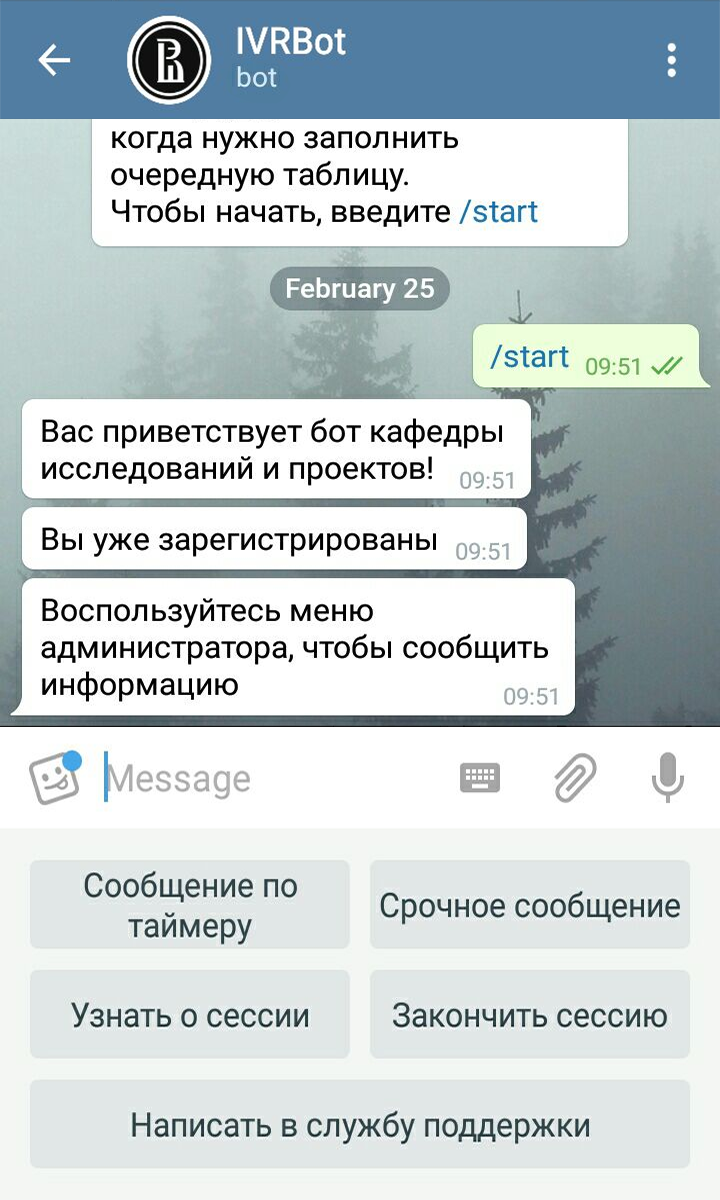 IVRBot
bot
когда нужно заполнить
очередную таблицу.
Чтобы начать, введите /start
February 25
/start 09:51
Вас приветствует бот кафедры
исследований и проектов! 09:51
Вы уже зарегистрированы 09:51
Воспользуйтесь меню
администратора, чтобы сообщить
информацию 09:51
Message
Сообщение по
таймеру
Срочное сообщение
Узнать о сессии
Закончить сессию
Написать в службу поддержки